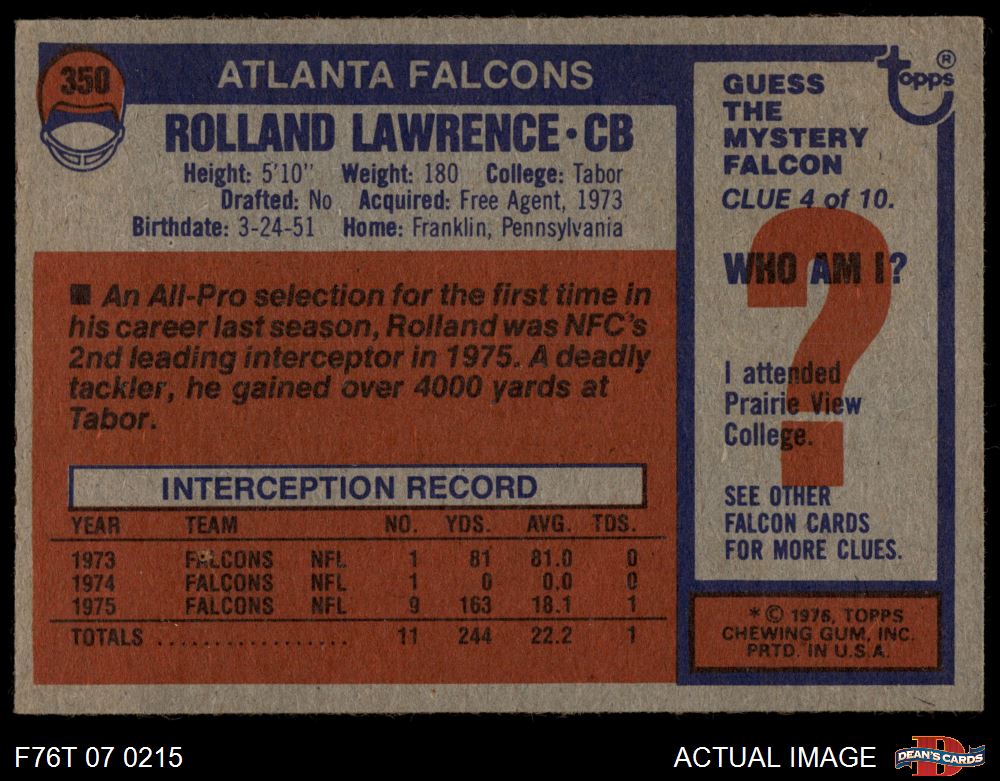 350
ATLANTA FALCONS
ROLLAND LAWRENCE • CB
Height: 5'10" Weight: 180 College: Tabor
Drafted: No Acquired: Free Agent, 1973
Birthdate: 3-24-51 Home: Franklin, Pennsylvania
■ An All-Pro selection for the first time in
his career last season, Rolland was NFC's
2nd leading interceptor in 1975. A deadly
tackler, he gained over 4000 yards at
Tabor.
INTERCEPTION RECORD
YEAR TEAM NO. YDS. AVG. TDS.
1973 FALCONS NFL 1 81 81.0 0
1974 FALCONS NFL 1 0 0.0 0
1975 FALCONS NFL 9 163 18.1 1
TOTALS ................. 11 244 22.2 1
topps ®
GUESS
THE
MYSTERY
FALCON
CLUE 4 of 10.
WHO AM I?
?
I attended
Prairie View
College.
SEE OTHER
FALCON CARDS
FOR MORE CLUES.
* © 1976, TOPPS
CHEWING GUM, INC.
PRTD. IN U.S.A.
F76T 07 0215
ACTUAL IMAGE
D
DEAN'S CARDS